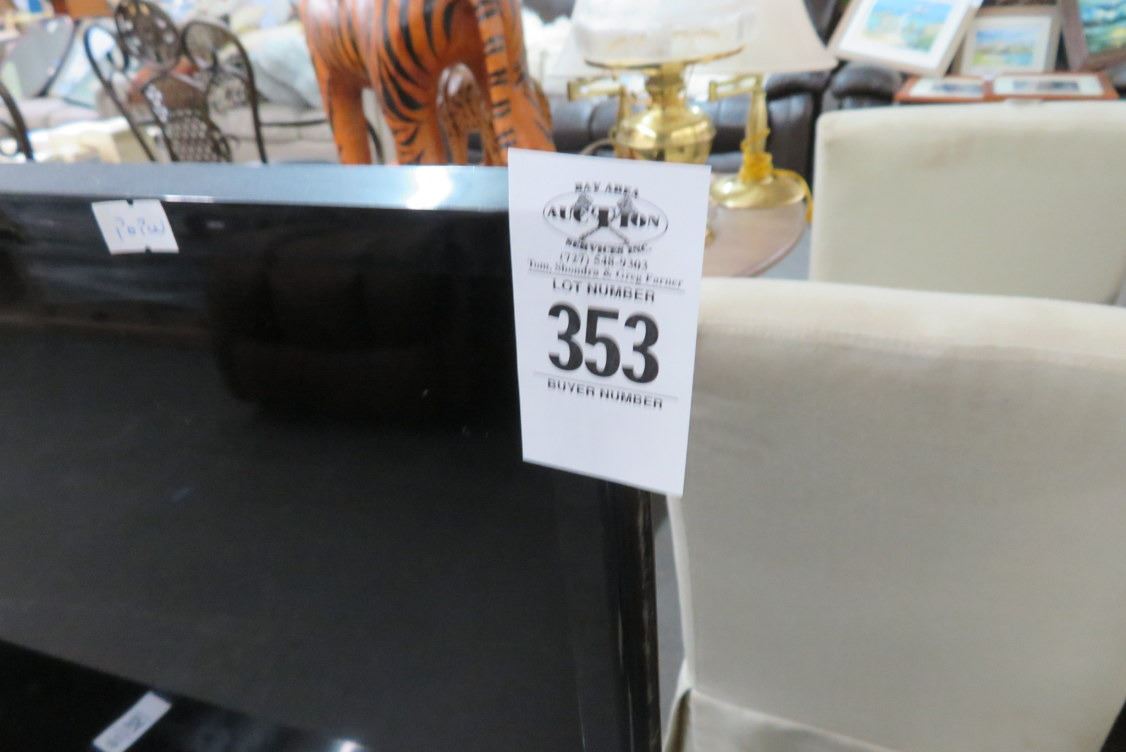 BAY AREA
AUCTION
SERVICES INC.
(727) 548-9303
Tom, Shondra & Greg Farner
LOT NUMBER
353
BUYER NUMBER